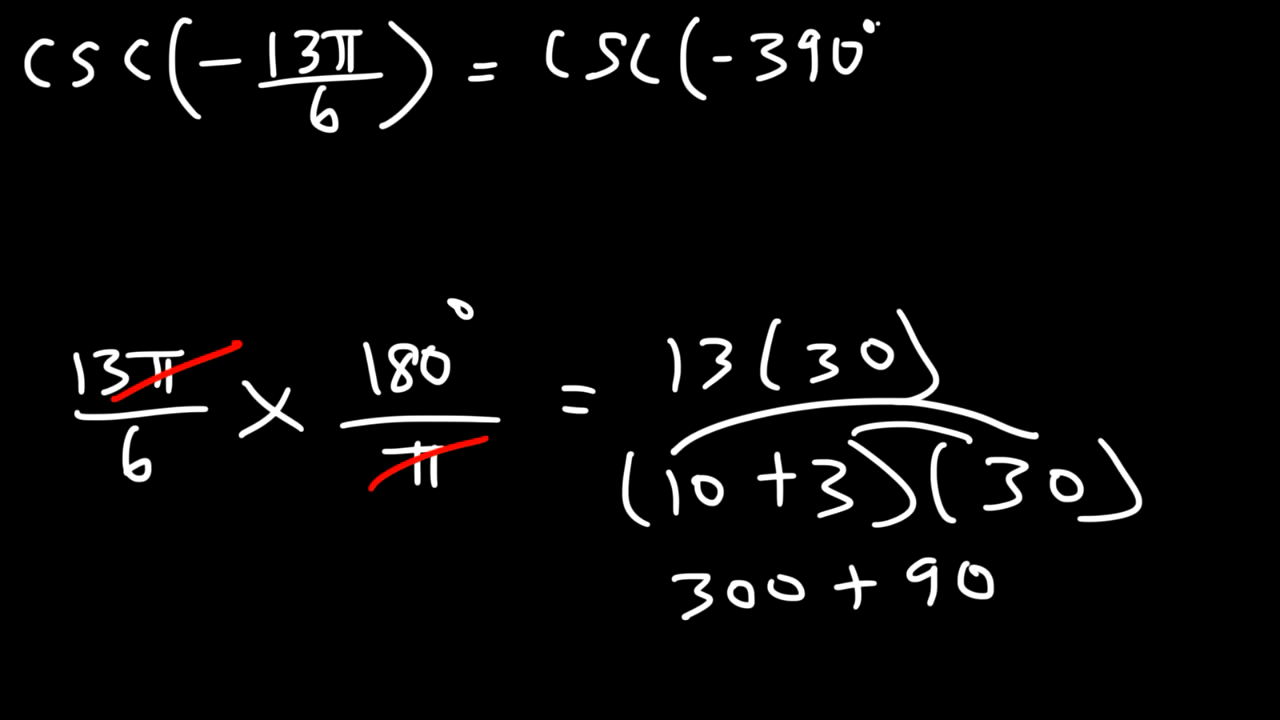 csc(-13π/6) = csc(-390°
13π/6 × 180°/π = 13(30)
(10+3)(30)
300+90